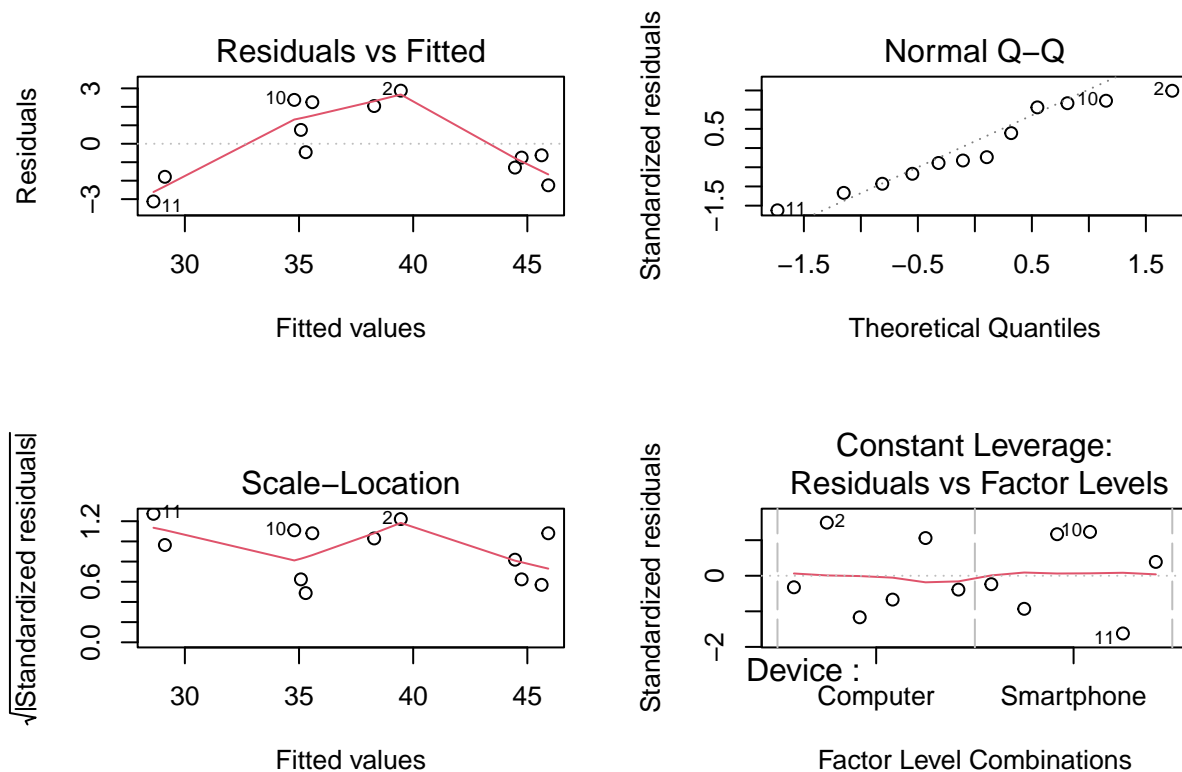 Residuals vs Fitted
Residuals
3
0
−3
10
2
11
30
35
40
45
Fitted values
Normal Q−Q
Standardized residuals
0.5
−1.5
10
2
11
−1.5
−0.5
0.5
1.5
Theoretical Quantiles
Scale−Location
√|Standardized residuals|
1.2
0.6
0.0
11
10
2
30
35
40
45
Fitted values
Constant Leverage:
Residuals vs Factor Levels
Standardized residuals
0
−2
2
10
11
Device :
Computer
Smartphone
Factor Level Combinations